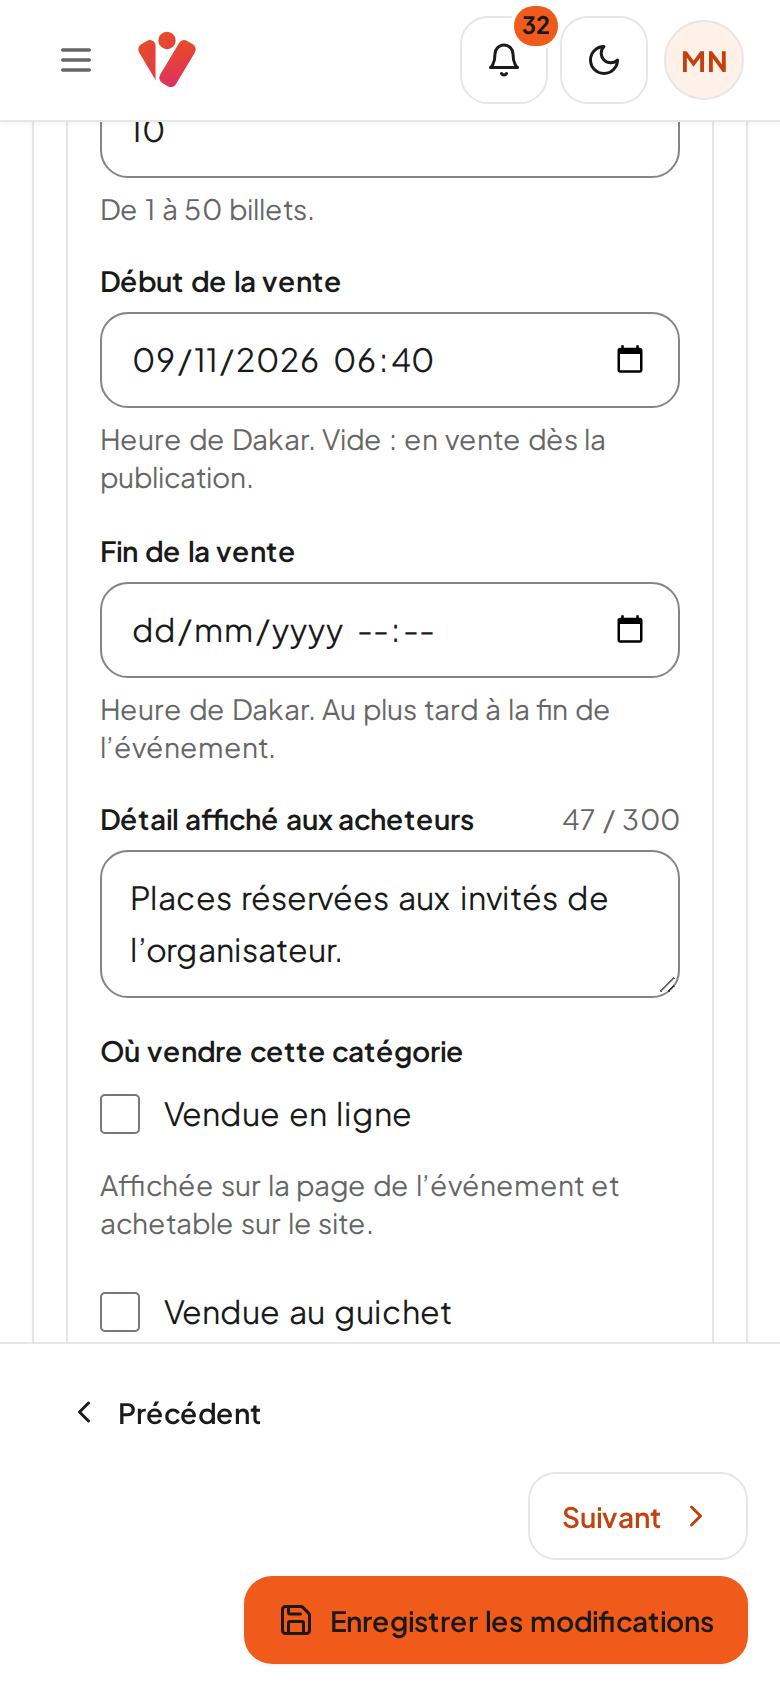 32
MN
10
De 1 à 50 billets.
Début de la vente
09/11/2026 06:40
Heure de Dakar. Vide : en vente dès la
publication.
Fin de la vente
dd/mm/yyyy --:--
Heure de Dakar. Au plus tard à la fin de
l’événement.
Détail affiché aux acheteurs
47 / 300
Places réservées aux invités de
l’organisateur.
Où vendre cette catégorie
Vendue en ligne
Affichée sur la page de l’événement et
achetable sur le site.
Vendue au guichet
Précédent
Suivant
Enregistrer les modifications